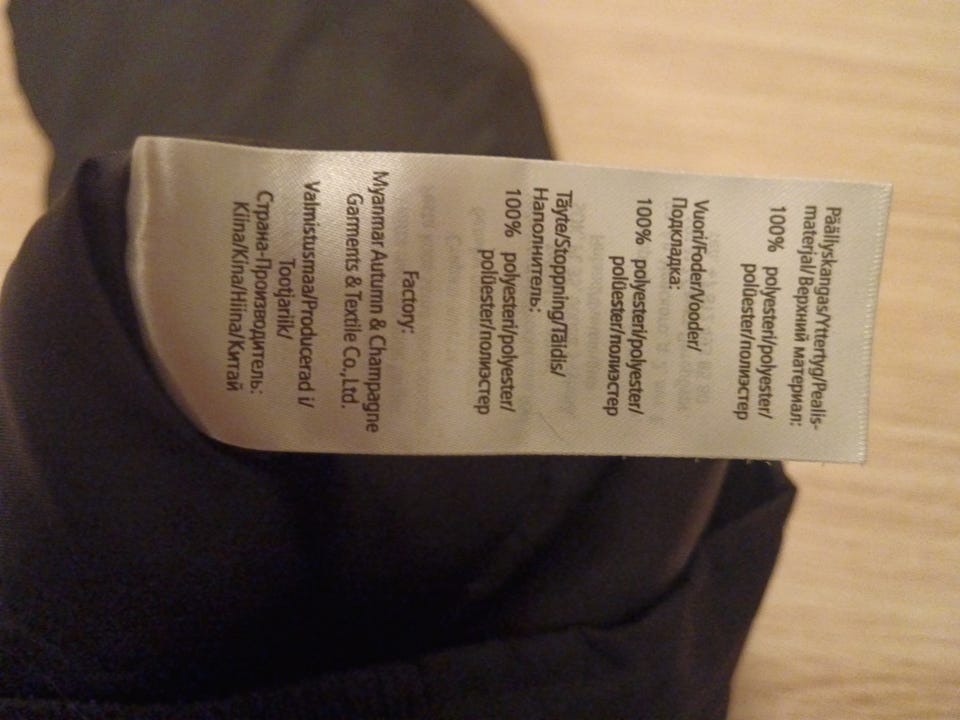 Päällyskangas/Yttertyg/Pealis-
materjal/Верхний материал:
100% polyesteri/polyester/
polüester/полиэстер
Vuori/Foder/Vooder/
Подкладка:
100% polyesteri/polyester/
polüester/полиэстер
Täyte/Stoppning/Täidis/
Наполнитель:
100% polyesteri/polyester/
polüester/полиэстер
Factory:
Myanmar Autumn & Champagne
Garments & Textile Co.,Ltd.
Valmistusmaa/Producerad i/
Tootjariik/
Страна-Производитель:
Kiina/Kina/Hiina/Китай